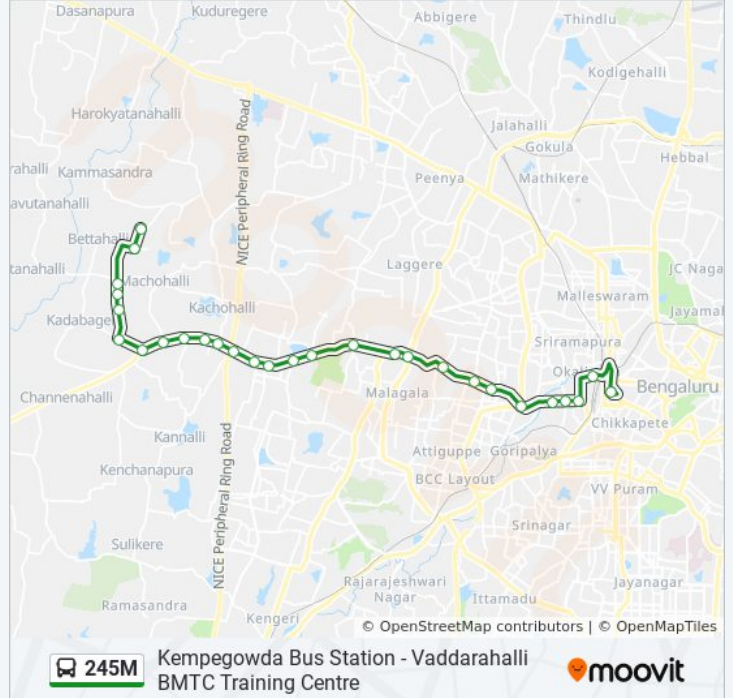 Dasanapura
Kuduregere
Abbigere
Thindlu
Kodigehalli
Harokyatanahalli
Jalahalli
Gokula
Hebbal
rahalli
Kammasandra
Peenya
Mathikere
avutanahalli
NICE Peripheral Ring Road
Bettahall
tanahalli
Laggere
JC Naga
Machohalli
Malleswaram
Kachohalli
Jayamal
Kadabage
Sriramapura
Okali
Malagala
Bengaluru
Channenahalli
Chikkapete
Kannalli
Attiguppe
Goripalya
Kenchanapura
BCC Layout
VV Puram
NICE Peripheral Ring Road
Srinagar
Sulikere
Rajarajeshwari
Nagar
Jayanagar
Ramasandra
Ittamadu
Kengeri
© OpenStreetMap contributors | © OpenMapTiles
245M
Kempegowda Bus Station - Vaddarahalli
BMTC Training Centre
moovit